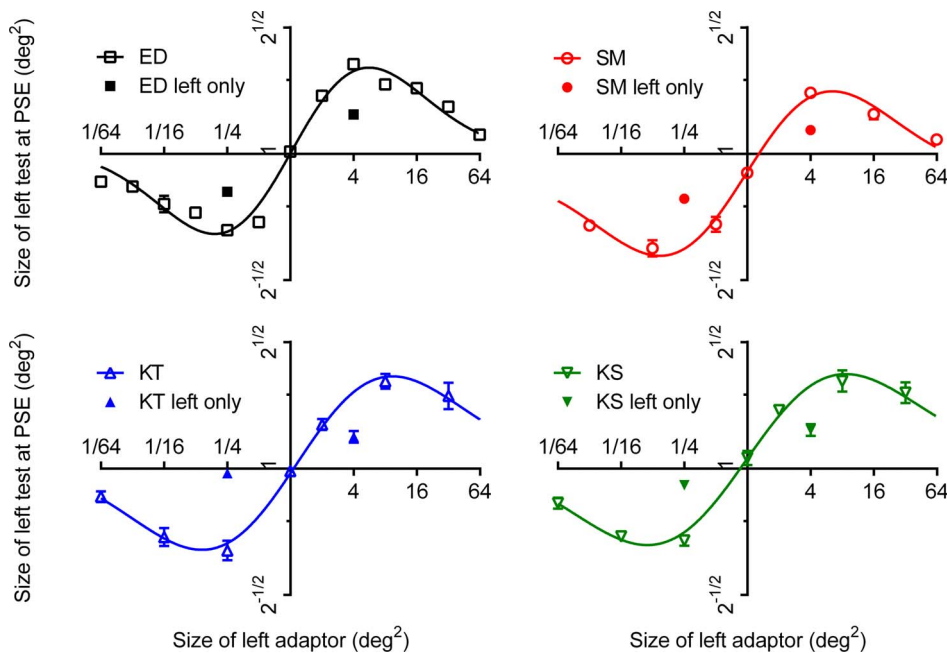 Size of left test at PSE (deg²)
2^1/2
ED
ED left only
1/64 1/16 1/4
1
4 16 64
2^-1/2
2^1/2
SM
SM left only
1/64 1/16 1/4
1
4 16 64
2^-1/2
Size of left test at PSE (deg²)
2^1/2
KT
KT left only
1/64 1/16 1/4
1
4 16 64
2^-1/2
Size of left adaptor (deg²)
2^1/2
KS
KS left only
1/64 1/16 1/4
1
4 16 64
2^-1/2
Size of left adaptor (deg²)